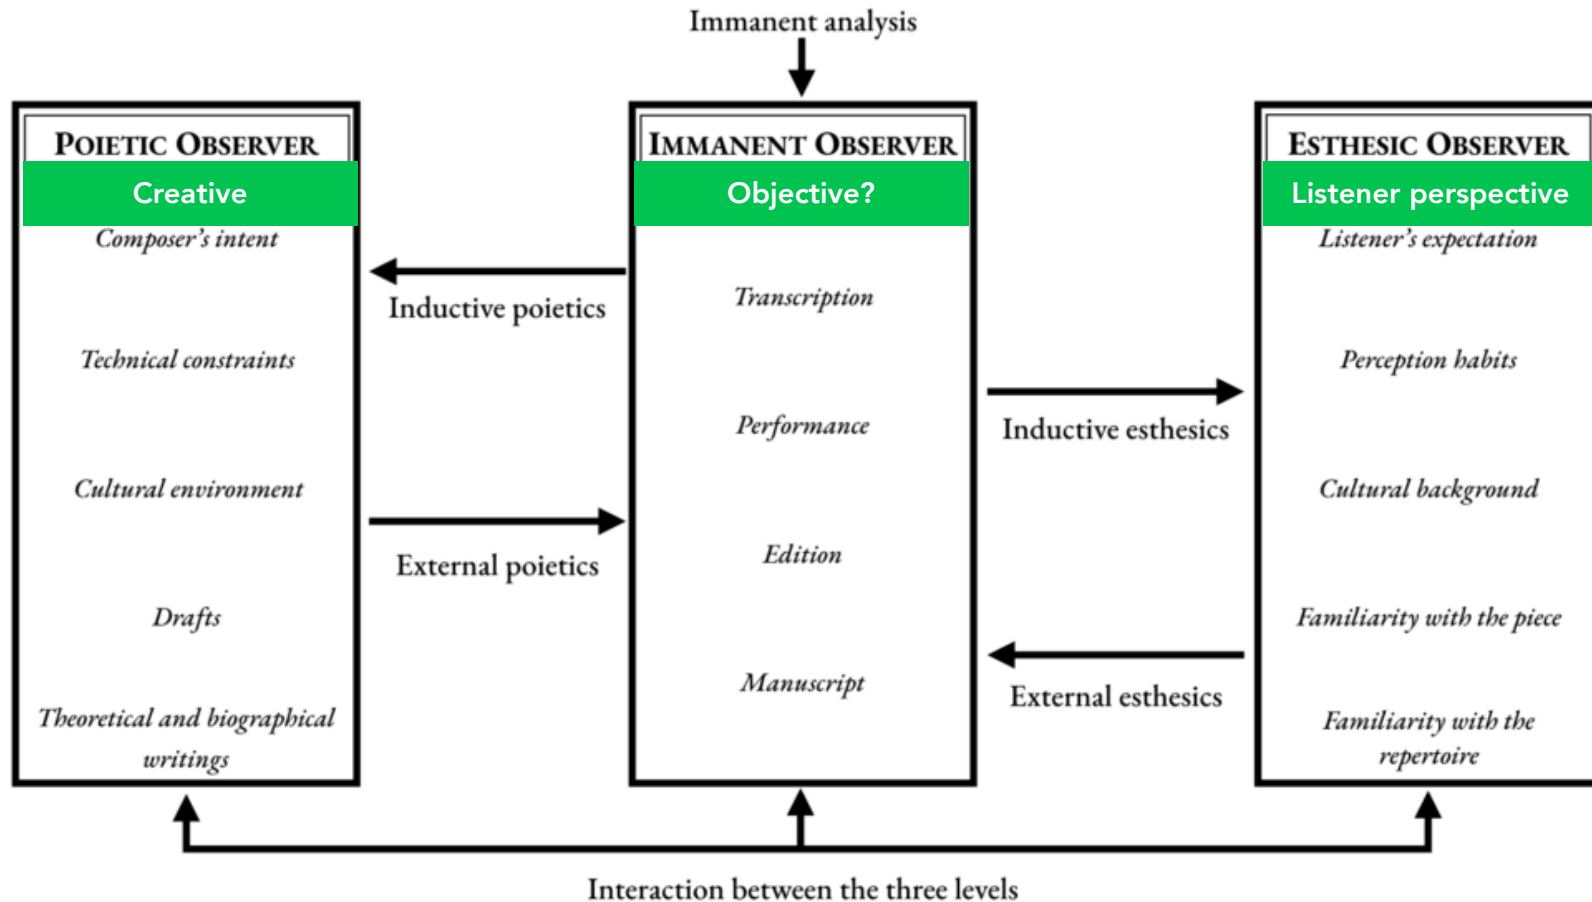 Immanent analysis
POIETIC OBSERVER
Creative
Composer's intent
Technical constraints
Cultural environment
Drafts
Theoretical and biographical
writings
Inductive poietics
External poietics
IMMANENT OBSERVER
Objective?
Transcription
Performance
Edition
Manuscript
Inductive esthesics
External esthesics
ESTHESIC OBSERVER
Listener perspective
Listener's expectation
Perception habits
Cultural background
Familiarity with the piece
Familiarity with the
repertoire
Interaction between the three levels